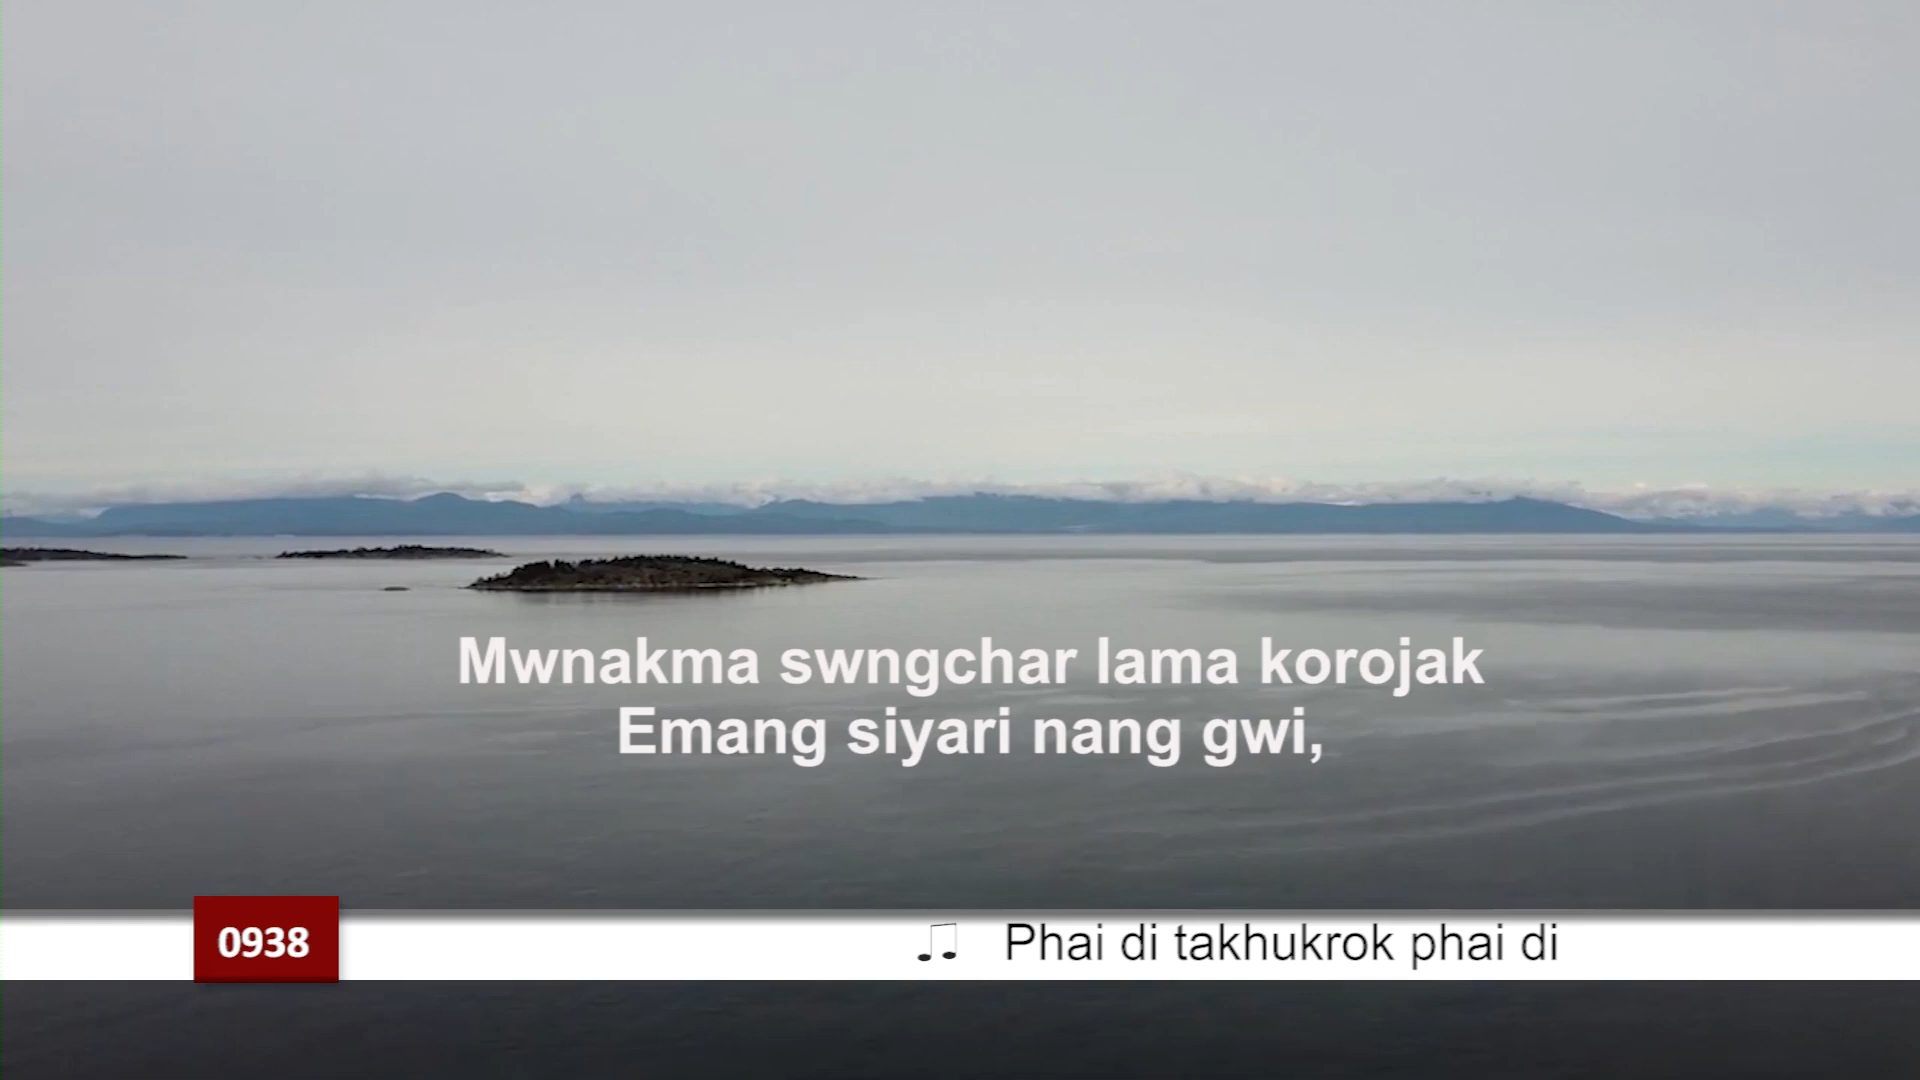 Mwnakma swngchar lama korojak
Emang siyari nang gwi,
0938
Phai di takhukrok phai di